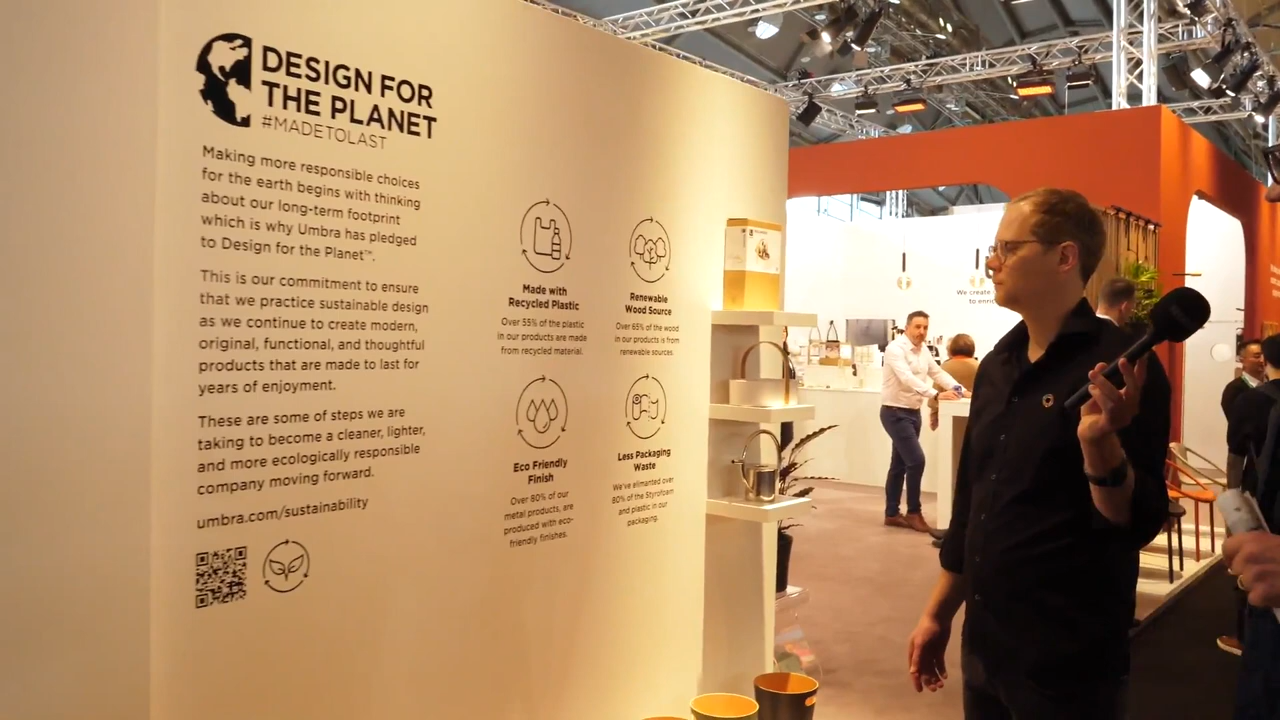 DESIGN FOR
THE PLANET
#MADETOLAST
Making more responsible choices
for the earth begins with thinking
about our long-term footprint
which is why Umbra has pledged
to Design for the Planet™.
This is our commitment to ensure
that we practice sustainable design
as we continue to create modern,
original, functional, and thoughtful
products that are made to last for
years of enjoyment.
These are some of steps we are
taking to become a cleaner, lighter,
and more ecologically responsible
company moving forward.
umbra.com/sustainability
Made with
Recycled Plastic
Over 55% of the plastic
in our products are made
from recycled material.
Renewable
Wood Source
Over 65% of the wood
in our products is from
renewable sources.
Eco Friendly
Finish
Over 80% of our
metal products, are
produced with eco-
friendly finishes.
Less Packaging
Waste
We've elimanted over
80% of the Styrofoam
and plastic in our
packaging.
We create
to